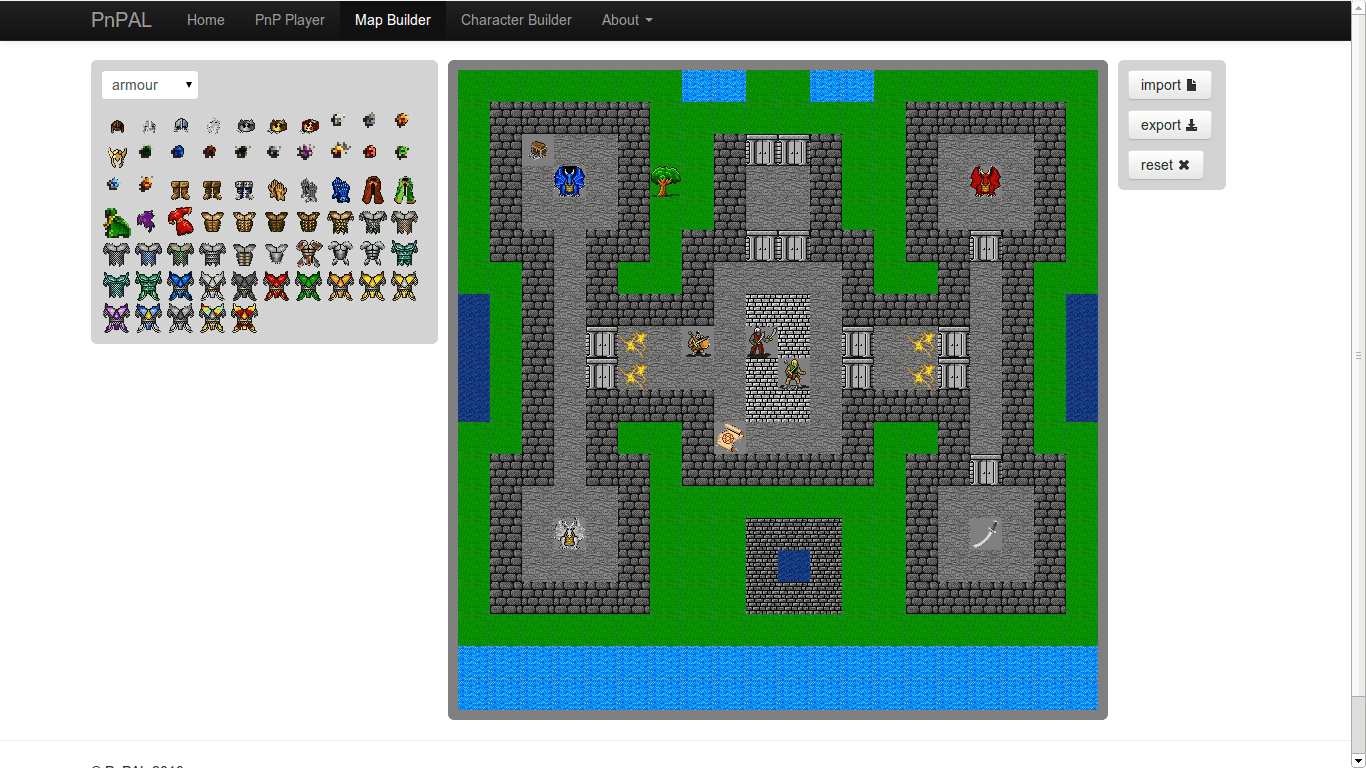 PnPAL Home PnP Player Map Builder Character Builder About
armour
import
export
reset